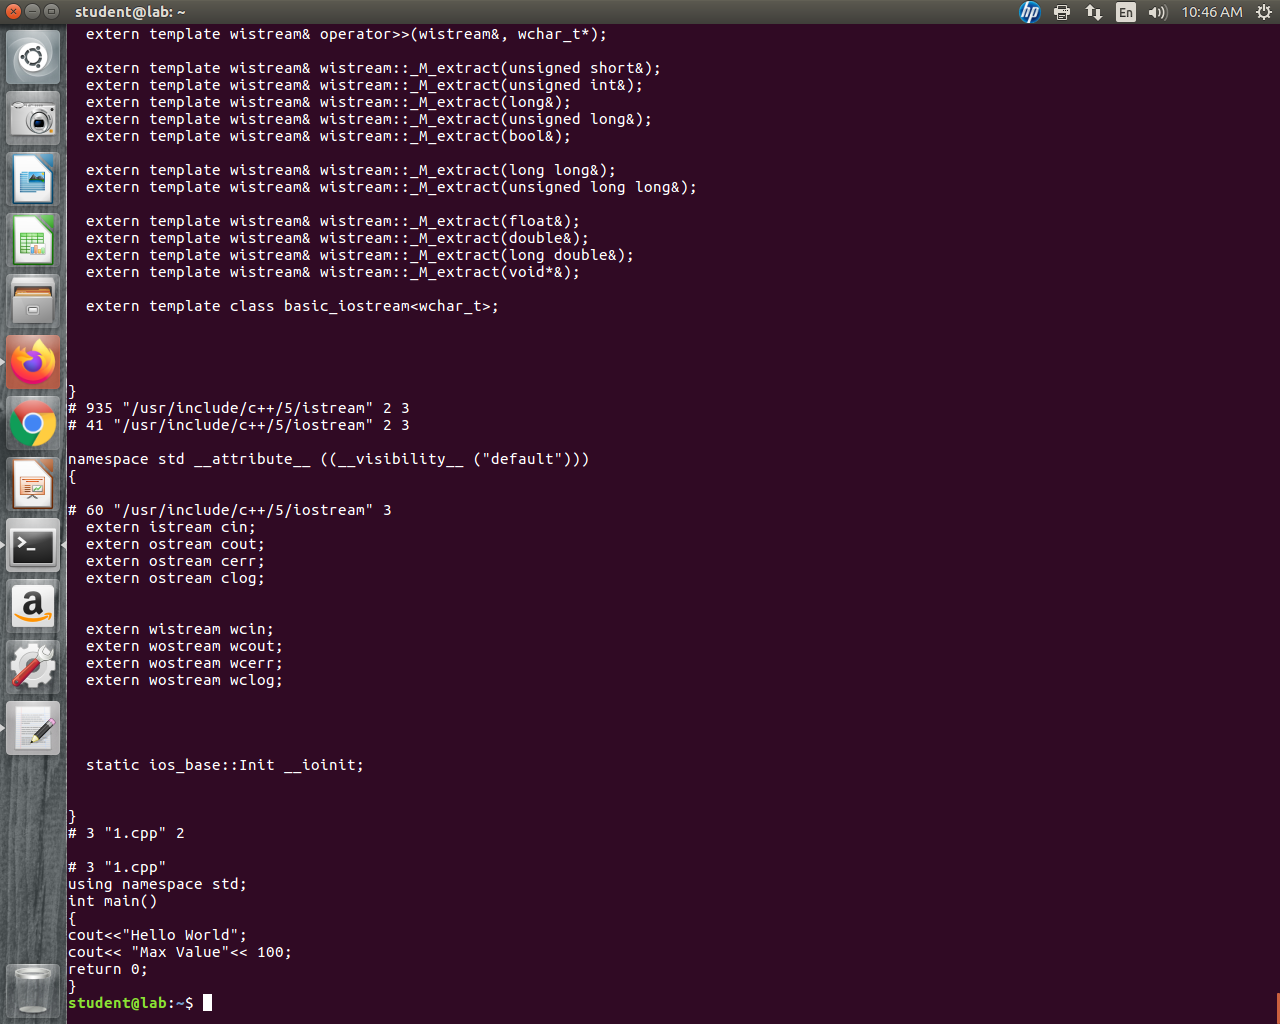 student@lab: ~
hp
En
10:46 AM
extern template wistream& operator>>(wistream&, wchar_t*);
extern template wistream& wistream::_M_extract(unsigned short&);
extern template wistream& wistream::_M_extract(unsigned int&);
extern template wistream& wistream::_M_extract(long&);
extern template wistream& wistream::_M_extract(unsigned long&);
extern template wistream& wistream::_M_extract(bool&);
extern template wistream& wistream::_M_extract(long long&);
extern template wistream& wistream::_M_extract(unsigned long long&);
extern template wistream& wistream::_M_extract(float&);
extern template wistream& wistream::_M_extract(double&);
extern template wistream& wistream::_M_extract(long double&);
extern template wistream& wistream::_M_extract(void*&);
extern template class basic_iostream<wchar_t>;
}
# 935 "/usr/include/c++/5/istream" 2 3
# 41 "/usr/include/c++/5/iostream" 2 3
namespace std __attribute__ ((__visibility__ ("default")))
{
# 60 "/usr/include/c++/5/iostream" 3
extern istream cin;
extern ostream cout;
extern ostream cerr;
extern ostream clog;
extern wistream wcin;
extern wostream wcout;
extern wostream wcerr;
extern wostream wclog;
static ios_base::Init __ioinit;
}
# 3 "1.cpp" 2
# 3 "1.cpp"
using namespace std;
int main()
{
cout<<"Hello World";
cout<< "Max Value"<< 100;
return 0;
}
student@lab:~$